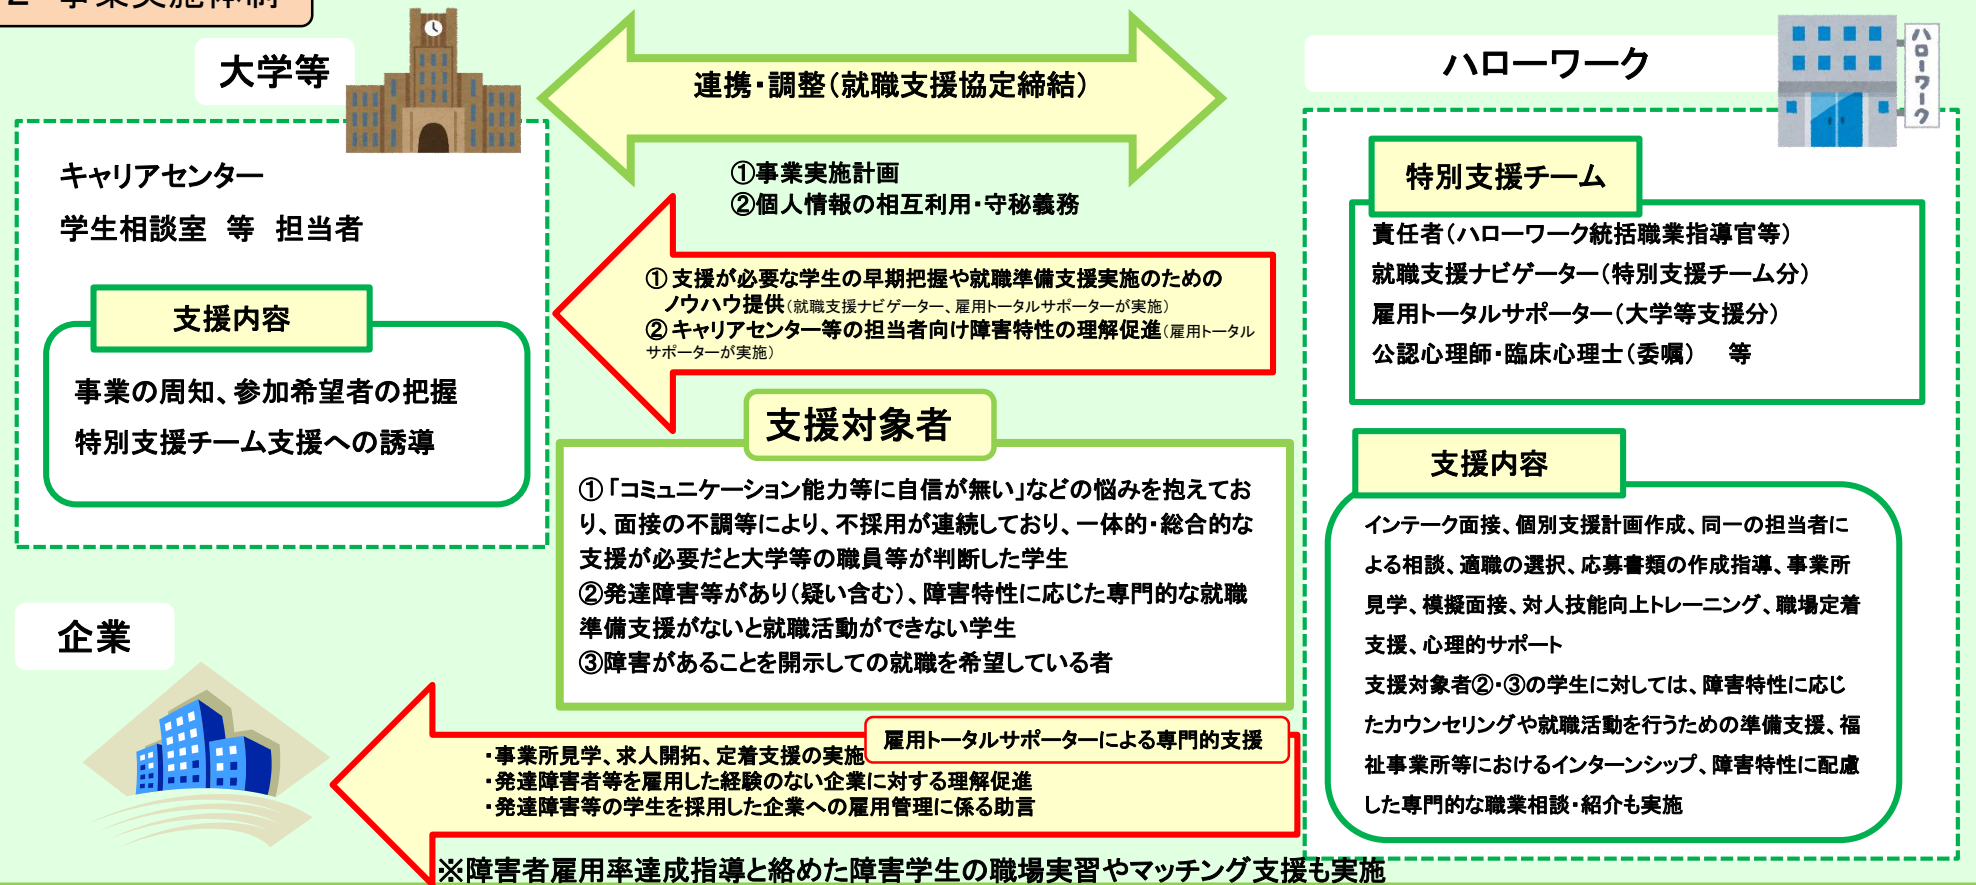 2 事業実施体制
大学等
キャリアセンター
学生相談室 等 担当者
支援内容
事業の周知、参加希望者の把握
特別支援チーム支援への誘導
連携・調整(就職支援協定締結)
①事業実施計画
②個人情報の相互利用・守秘義務
① 支援が必要な学生の早期把握や就職準備支援実施のための
ノウハウ提供(就職支援ナビゲーター、雇用トータルサポーターが実施)
② キャリアセンター等の担当者向け障害特性の理解促進(雇用トータル
サポーターが実施)
支援対象者
①「コミュニケーション能力等に自信が無い」などの悩みを抱えてお
り、面接の不調等により、不採用が連続しており、一体的・総合的な
支援が必要だと大学等の職員等が判断した学生
②発達障害等があり(疑い含む)、障害特性に応じた専門的な就職
準備支援がないと就職活動ができない学生
③障害があることを開示しての就職を希望している者
ハローワーク
ハローワーク
特別支援チーム
責任者(ハローワーク統括職業指導官等)
就職支援ナビゲーター(特別支援チーム分)
雇用トータルサポーター(大学等支援分)
公認心理師・臨床心理士(委嘱) 等
支援内容
インテーク面接、個別支援計画作成、同一の担当者に
よる相談、適職の選択、応募書類の作成指導、事業所
見学、模擬面接、対人技能向上トレーニング、職場定着
支援、心理的サポート
支援対象者②・③の学生に対しては、障害特性に応じ
たカウンセリングや就職活動を行うための準備支援、福
祉事業所等におけるインターンシップ、障害特性に配慮
した専門的な職業相談・紹介も実施
企業
雇用トータルサポーターによる専門的支援
・事業所見学、求人開拓、定着支援の実施
・発達障害者等を雇用した経験のない企業に対する理解促進
・発達障害等の学生を採用した企業への雇用管理に係る助言
※障害者雇用率達成指導と絡めた障害学生の職場実習やマッチング支援も実施